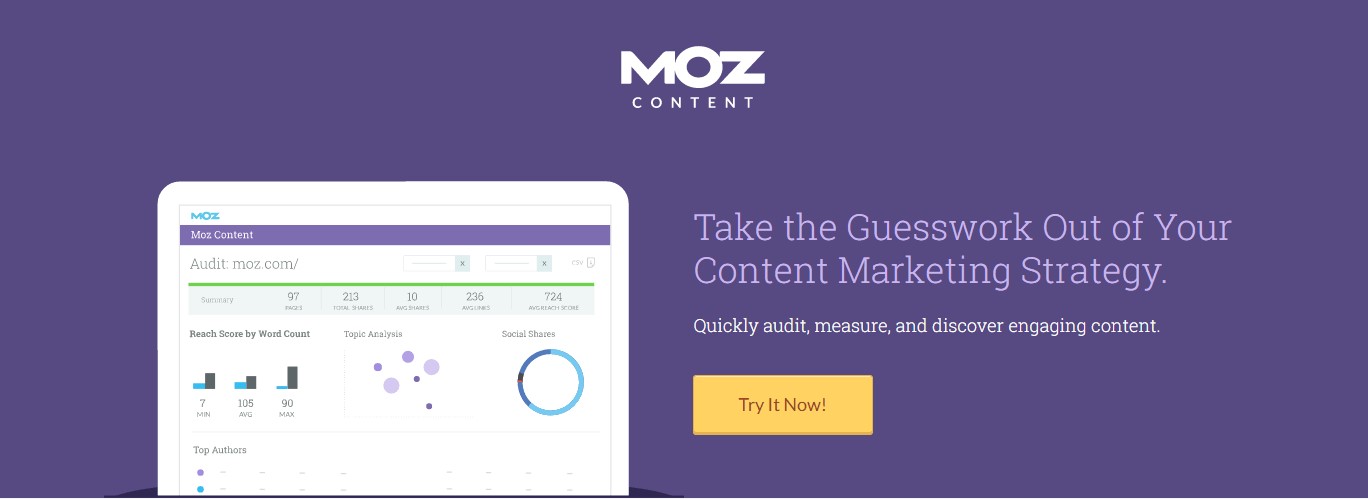 MOZ
CONTENT
MOZ
Moz Content
Audit: moz.com/
X
X
CSV
Summary
97
213
10
236
724
PAGES
TOTAL SHARES
AVG.SHARES
AVG.LINKS
AVG.REACH SCORE
Reach Score by Word Count
Topic Analysis
Social Shares
7
105
90
MIN
AVG
MAX
Top Authors
Take the Guesswork Out of Your
Content Marketing Strategy.
Quickly audit, measure, and discover engaging content.
Try It Now!